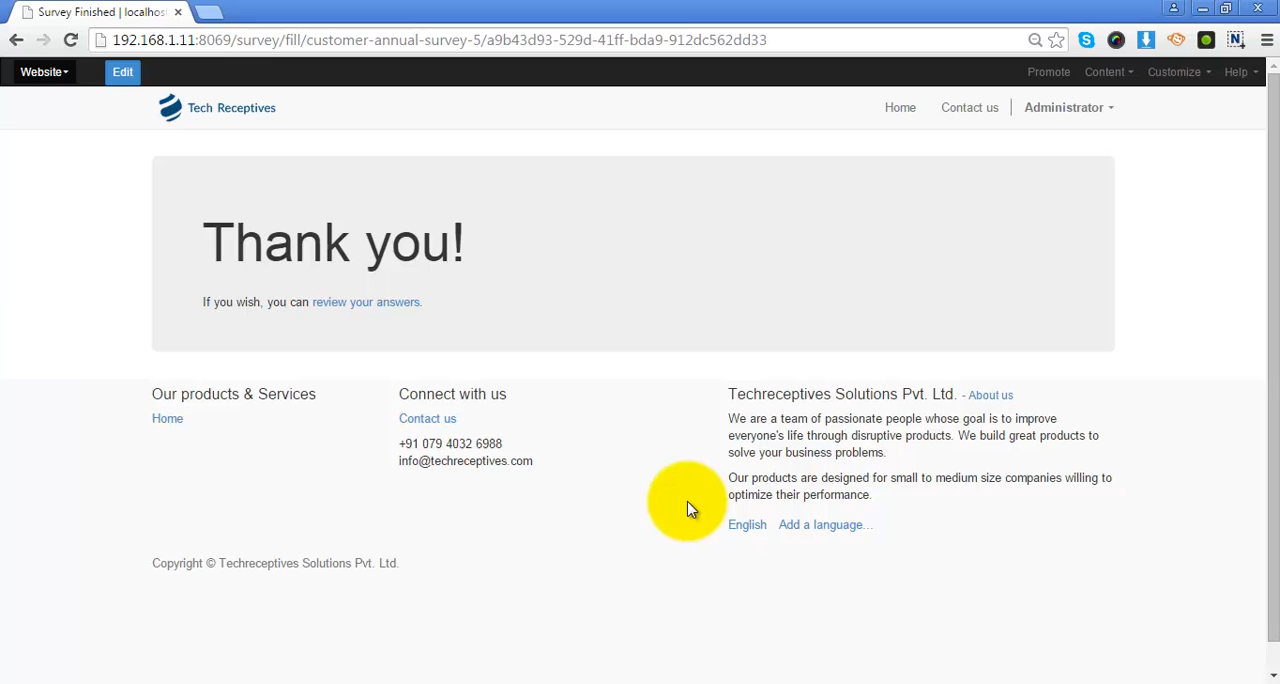 Survey Finished | localhos
192.168.1.11:8069/survey/fill/customer-annual-survey-5/a9b43d93-529d-41ff-bda9-912dc562dd33
Website Edit Promote Content Customize Help
Tech Receptives Home Contact us Administrator
Thank you!
If you wish, you can review your answers.
Our products & Services
Home
Connect with us
Contact us
+91 079 4032 6988
info@techreceptives.com
Techreceptives Solutions Pvt. Ltd. - About us
We are a team of passionate people whose goal is to improve
everyone's life through disruptive products. We build great products to
solve your business problems.
Our products are designed for small to medium size companies willing to
optimize their performance.
English Add a language...
Copyright © Techreceptives Solutions Pvt. Ltd.